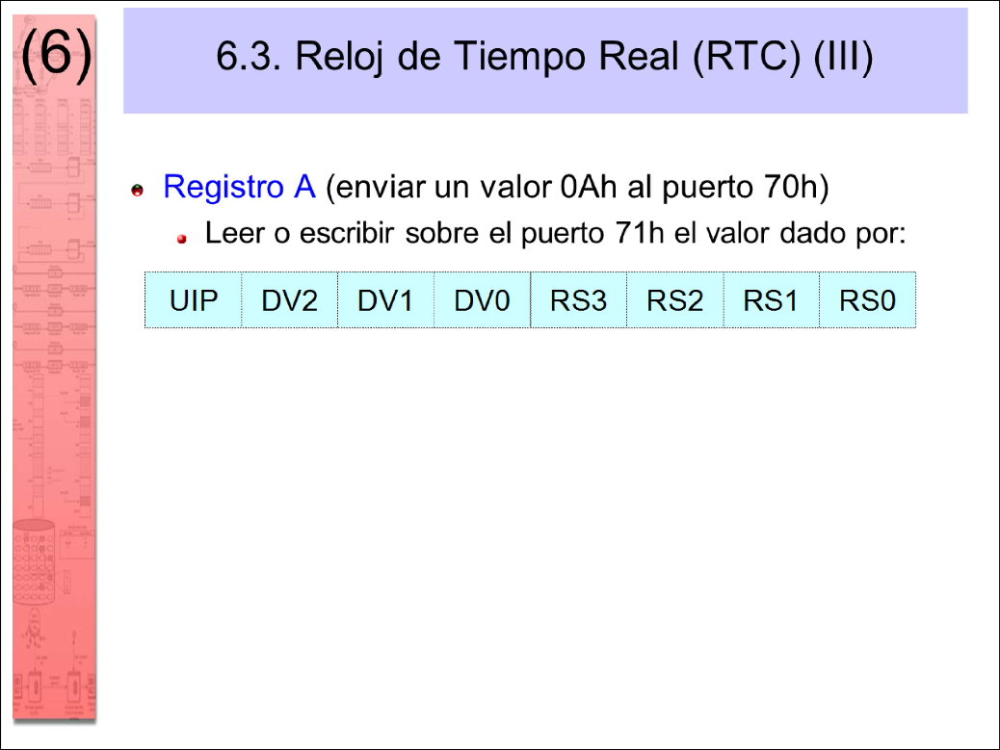 (6)
6.3. Reloj de Tiempo Real (RTC) (III)
Registro A (enviar un valor 0Ah al puerto 70h)
Leer o escribir sobre el puerto 71h el valor dado por:
UIP DV2 DV1 DV0 RS3 RS2 RS1 RS0